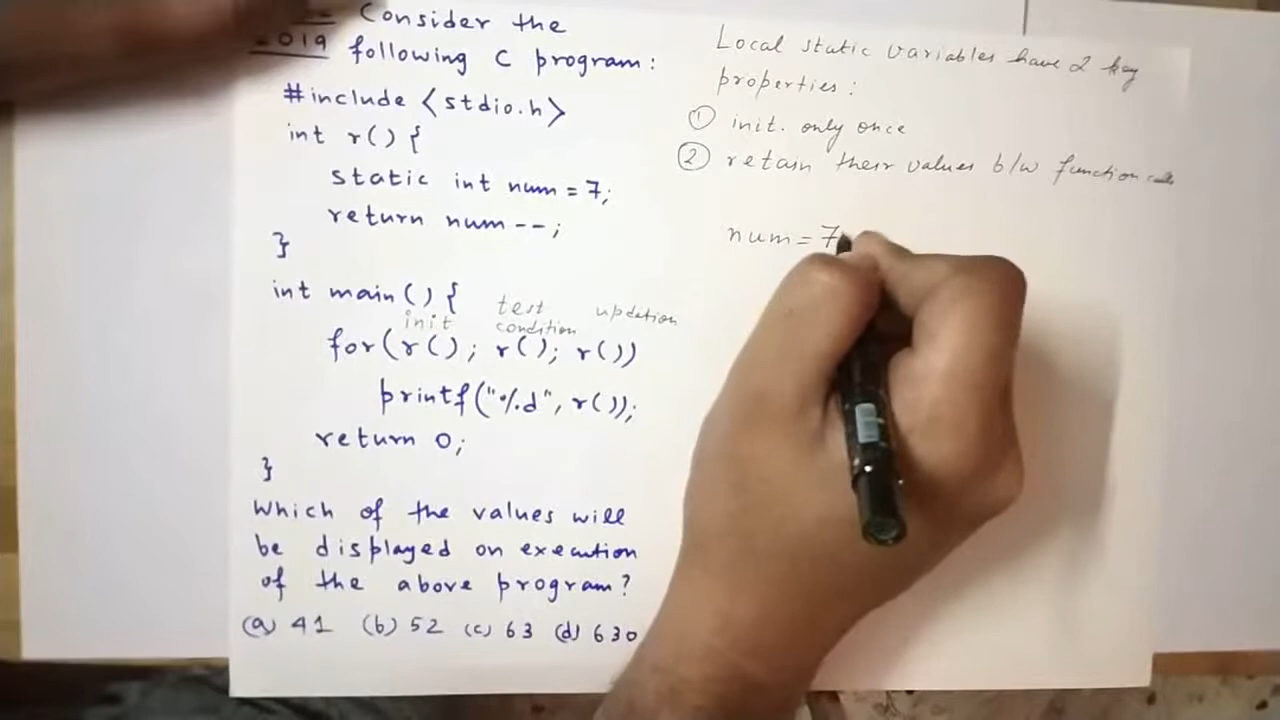 Consider the
2019 following C program:
#include <stdio.h>
int r() {
static int num = 7;
return num--;
}
int main() {
init test condition updation
for(r(); r(); r())
printf("%d", r());
return 0;
}
Which of the values will
be displayed on execution
of the above program?
(a) 41 (b) 52 (c) 63 (d) 630
Local static variables have 2 key
properties:
① init. only once
② retain their values b/w function calls
num = 7